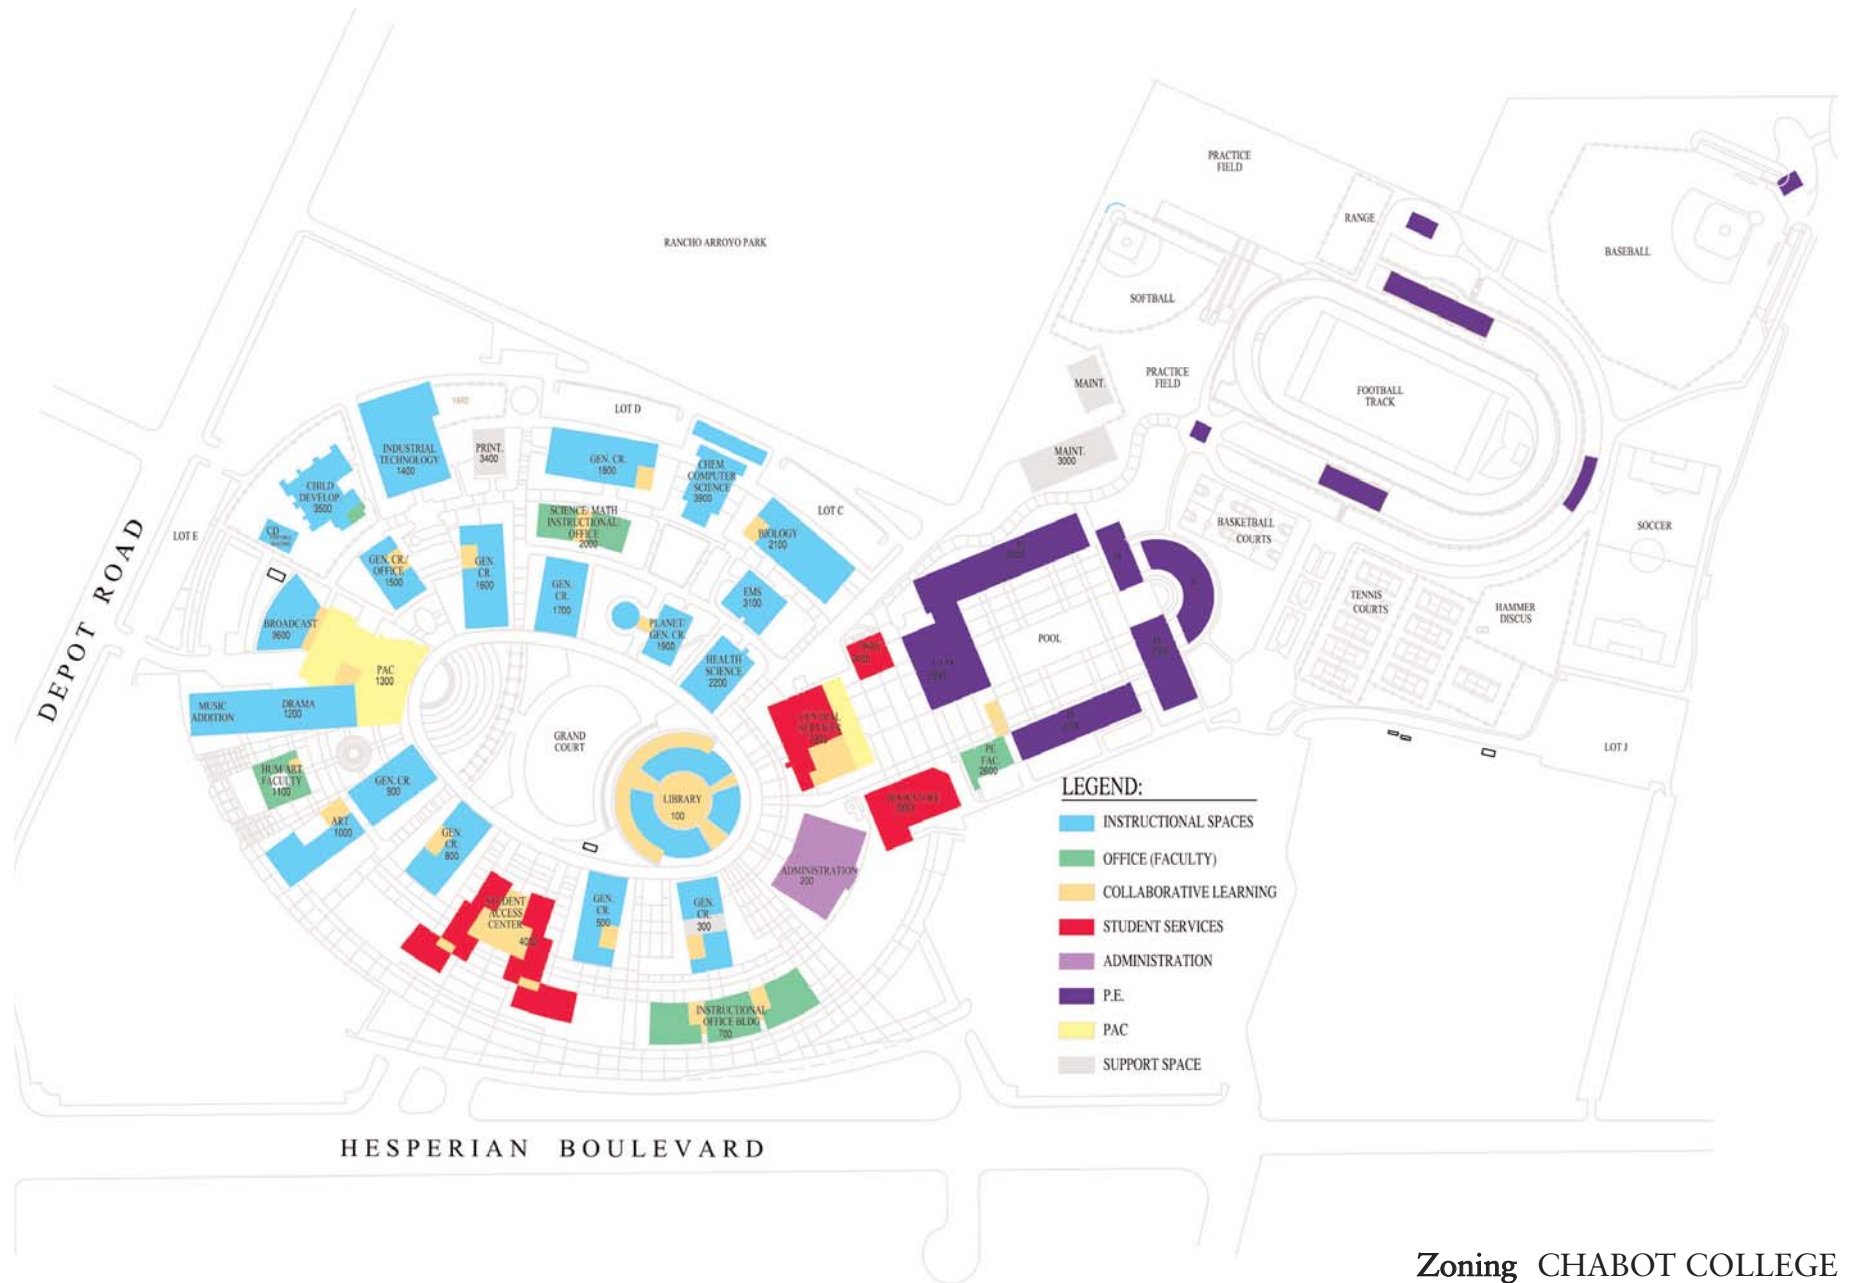 PRACTICE
FIELD
RANGE
RANCHO ARROYO PARK
BASEBALL
SOFTBALL
MAINT.
PRACTICE
FIELD
FOOTBALL
TRACK
YARD
LOT D
INDUSTRIAL
TECHNOLOGY
1400
PRINT.
3400
GEN. CR.
1800
CHEM
COMPUTER
SCIENCE
3900
MAINT.
3000
CHILD
DEVELOP
3500
LOT C
SCIENCE/ MATH
INSTRUCTIONAL/
OFFICE
2000
BIOLOGY
2100
BASKETBALL
COURTS
SOCCER
LOT E
CD
DEPOT ROAD
GEN. CR./
OFFICE
1500
GEN.
CR.
1600
GEN.
CR.
1700
EMS
3100
TENNIS
COURTS
HAMMER
DISCUS
BROADCAST
3600
PLANET/
GEN. CR.
1900
POOL
PAC
1300
HEALTH
SCIENCE
2200
MUSIC
ADDITION
DRAMA
1200
CENTRAL
SERVICES
GRAND
COURT
LOT J
HUM/ART
FACULTY
1100
GEN. CR.
900
PE
FAC.
2600
LIBRARY
100
BOOKSTORE
ART
1000
GEN.
CR.
800
ADMINISTRATION
200
STUDENT
ACCESS
CENTER
GEN.
CR.
500
GEN.
CR.
300
INSTRUCTIONAL
OFFICE BLDG
700
LEGEND:
INSTRUCTIONAL SPACES
OFFICE (FACULTY)
COLLABORATIVE LEARNING
STUDENT SERVICES
ADMINISTRATION
P.E.
PAC
SUPPORT SPACE
HESPERIAN BOULEVARD
Zoning CHABOT COLLEGE